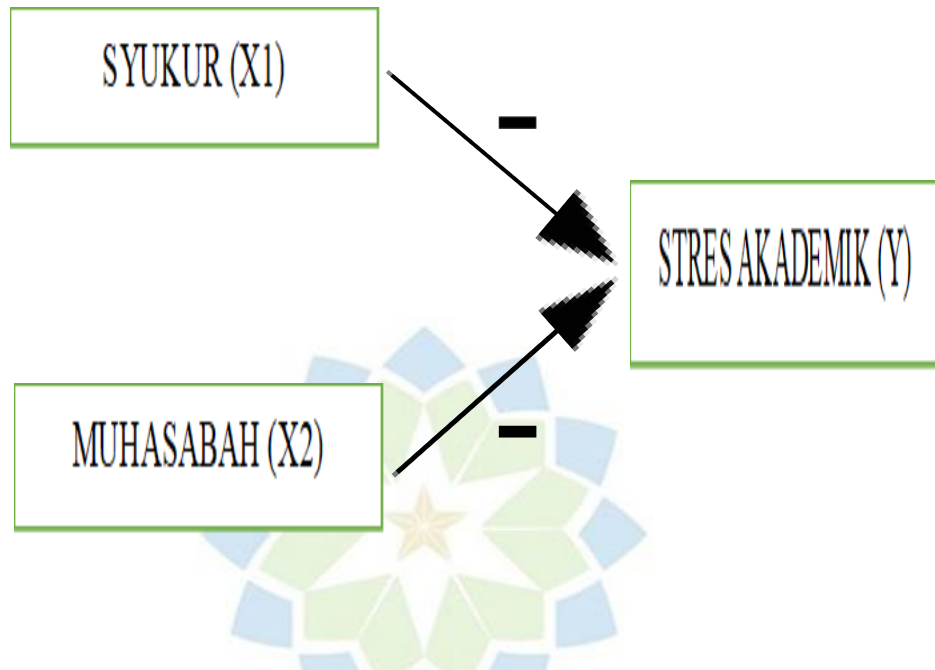 SYUKUR (X1)
-
STRES AKADEMIK (Y)
MUHASABAH (X2)
-